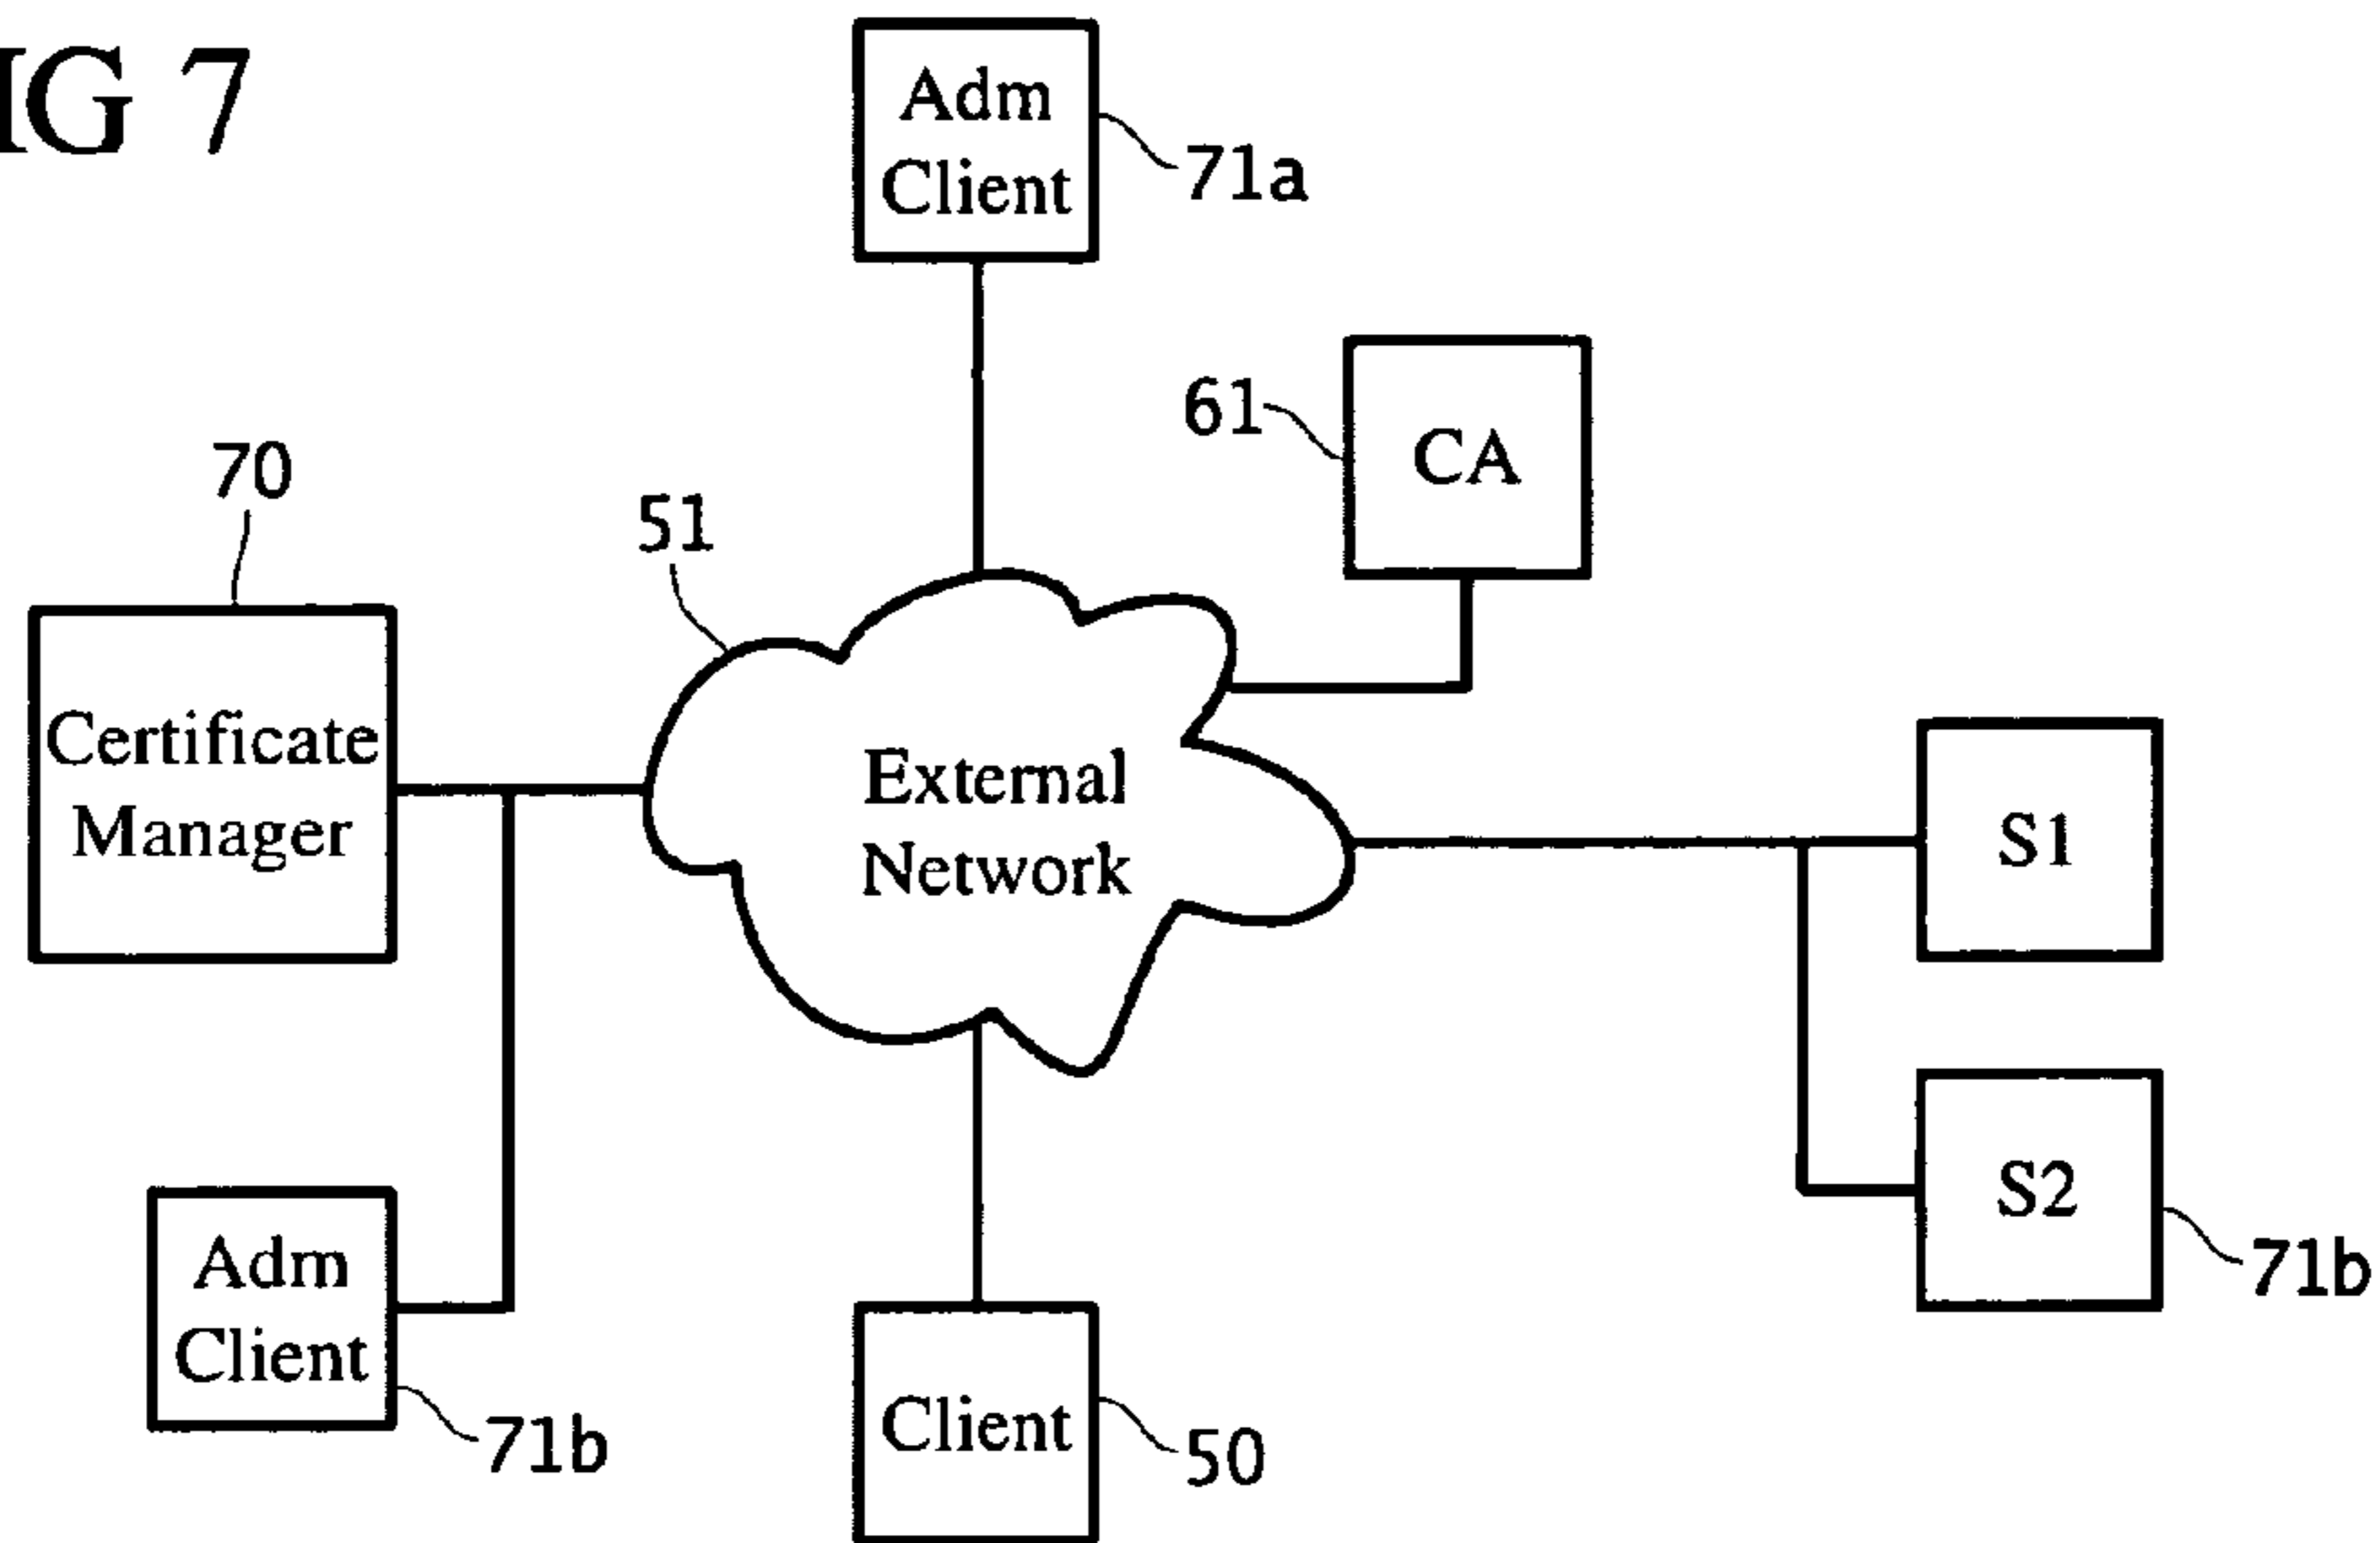 IG 7
Adm
Client
71a
61
CA
70
51
Certificate
Manager
External
Network
S1
S2
71b
Adm
Client
71b
Client
50